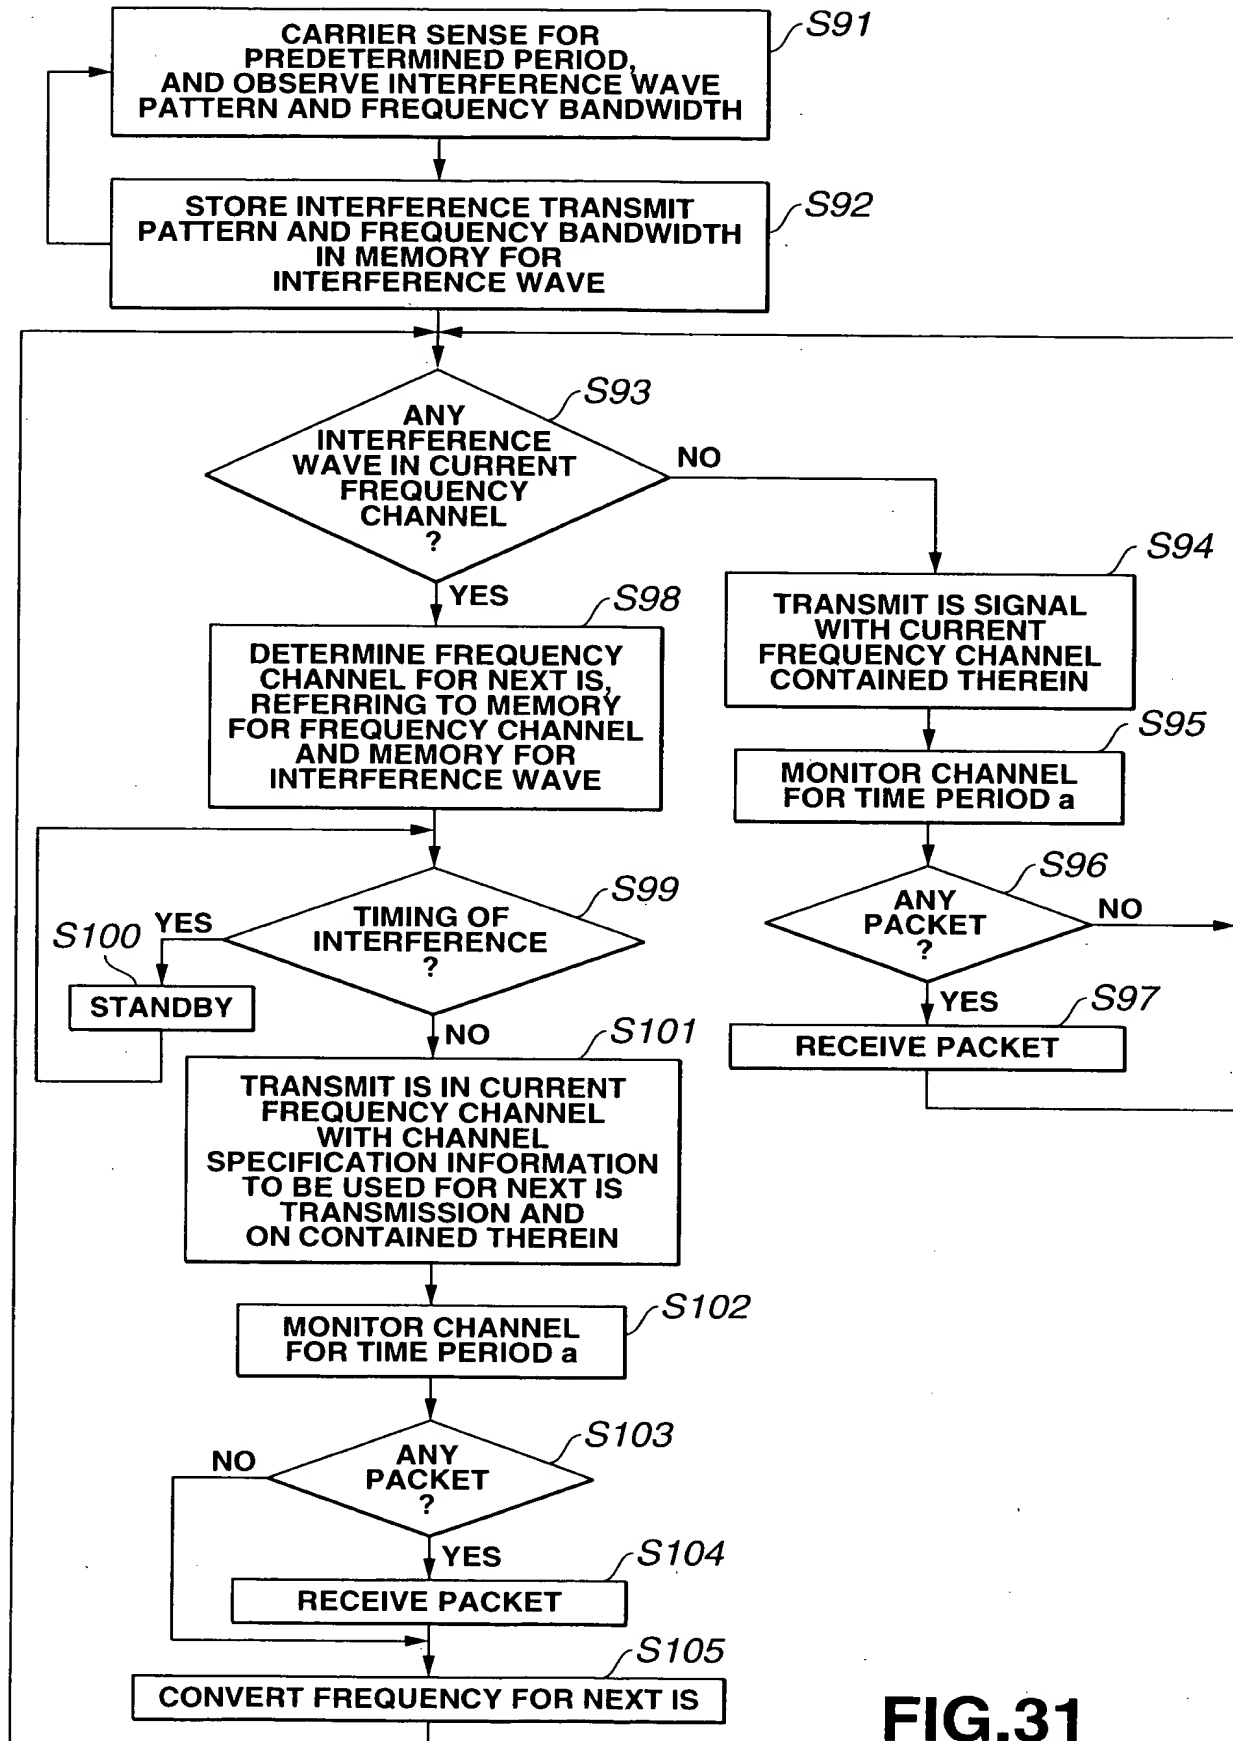 S91
CARRIER SENSE FOR
PREDETERMINED PERIOD,
AND OBSERVE INTERFERENCE WAVE
PATTERN AND FREQUENCY BANDWIDTH
S92
STORE INTERFERENCE TRANSMIT
PATTERN AND FREQUENCY BANDWIDTH
IN MEMORY FOR
INTERFERENCE WAVE
S93
ANY
INTERFERENCE
WAVE IN CURRENT
FREQUENCY
CHANNEL
?
NO
YES
S94
TRANSMIT IS SIGNAL
WITH CURRENT
FREQUENCY CHANNEL
CONTAINED THEREIN
S95
MONITOR CHANNEL
FOR TIME PERIOD a
S96
ANY
PACKET
?
NO
YES
S97
RECEIVE PACKET
S98
DETERMINE FREQUENCY
CHANNEL FOR NEXT IS,
REFERRING TO MEMORY
FOR FREQUENCY CHANNEL
AND MEMORY FOR
INTERFERENCE WAVE
S99
TIMING OF
INTERFERENCE
?
YES
S100
STANDBY
NO
S101
TRANSMIT IS IN CURRENT
FREQUENCY CHANNEL
WITH CHANNEL
SPECIFICATION INFORMATION
TO BE USED FOR NEXT IS
TRANSMISSION AND
ON CONTAINED THEREIN
S102
MONITOR CHANNEL
FOR TIME PERIOD a
S103
ANY
PACKET
?
NO
YES
S104
RECEIVE PACKET
S105
CONVERT FREQUENCY FOR NEXT IS
FIG.31